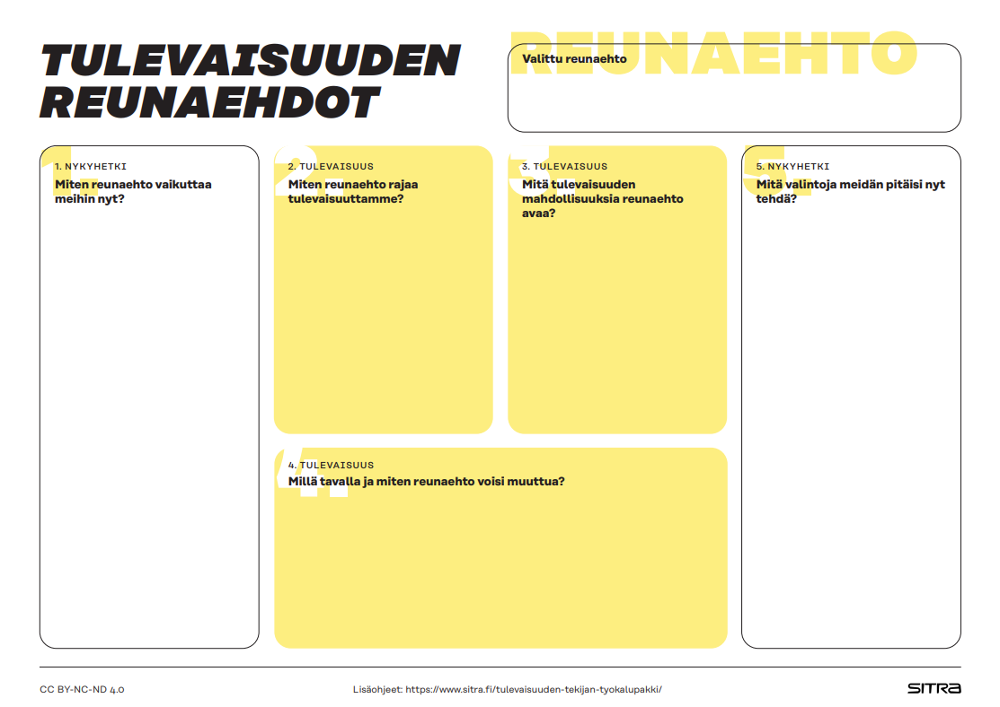 TULEVAISUUDEN
REUNAEHDOT
REUNAEHTO
Valittu reunaehto
1.
1. NYKYHETKI
Miten reunaehto vaikuttaa
meihin nyt?
2.
2. TULEVAISUUS
Miten reunaehto rajaa
tulevaisuuttamme?
3.
3. TULEVAISUUS
Mitä tulevaisuuden
mahdollisuuksia reunaehto
avaa?
4.
4. TULEVAISUUS
Millä tavalla ja miten reunaehto voisi muuttua?
5.
5. NYKYHETKI
Mitä valintoja meidän pitäisi nyt
tehdä?
CC BY-NC-ND 4.0
Lisäohjeet: https://www.sitra.fi/tulevaisuuden-tekijan-tyokalupakki/
SITRA